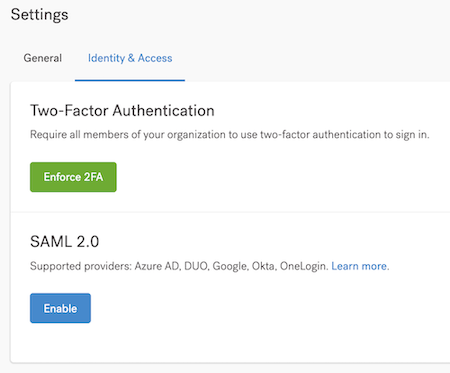 Settings
General
Identity & Access
Two-Factor Authentication
Require all members of your organization to use two-factor authentication to sign in.
Enforce 2FA
SAML 2.0
Supported providers: Azure AD, DUO, Google, Okta, OneLogin. Learn more.
Enable